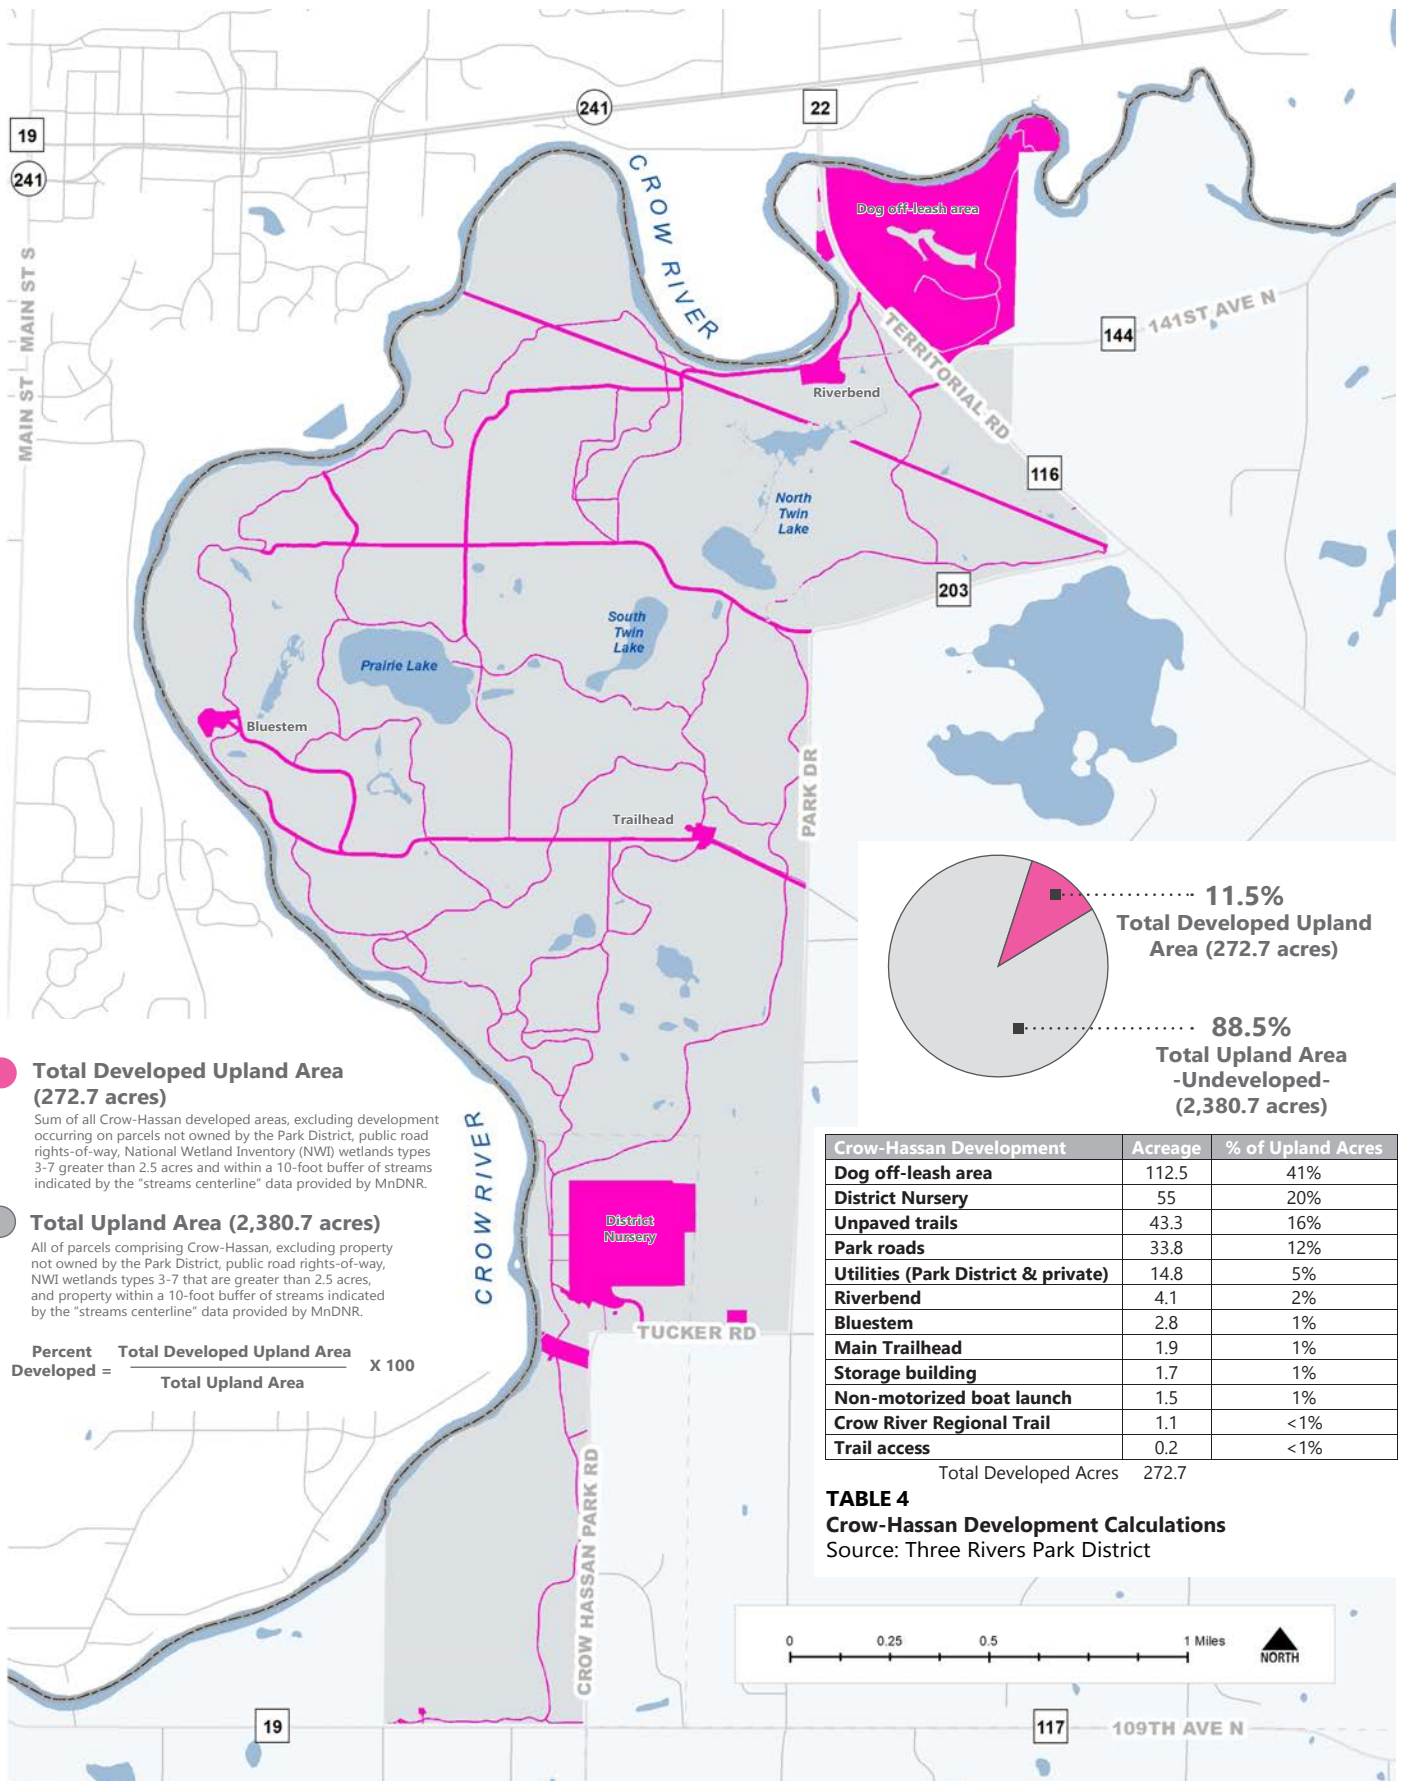 241
22
19
241
CROW RIVER
Dog off-leash area
MAIN ST S
MAIN ST
MAIN ST
TERRITORIAL RD
144
141ST AVE N
Riverbend
116
North
Twin
Lake
203
South
Twin
Lake
Prairie Lake
Bluestem
PARK DR
Trailhead
11.5%
Total Developed Upland
Area (272.7 acres)
88.5%
Total Upland Area
-Undeveloped-
(2,380.7 acres)
Total Developed Upland Area
(272.7 acres)
Sum of all Crow-Hassan developed areas, excluding development
occurring on parcels not owned by the Park District, public road
rights-of-way, National Wetland Inventory (NWI) wetlands types
3-7 greater than 2.5 acres and within a 10-foot buffer of streams
indicated by the "streams centerline" data provided by MnDNR.
Total Upland Area (2,380.7 acres)
All of parcels comprising Crow-Hassan, excluding property
not owned by the Park District, public road rights-of-way,
NWI wetlands types 3-7 that are greater than 2.5 acres,
and property within a 10-foot buffer of streams indicated
by the "streams centerline" data provided by MnDNR.
Percent Developed = Total Developed Upland Area
Total Upland Area X 100
CROW RIVER
District
Nursery
TUCKER RD
CROW HASSAN PARK RD
Crow-Hassan Development Acreage % of Upland Acres
Dog off-leash area 112.5 41%
District Nursery 55 20%
Unpaved trails 43.3 16%
Park roads 33.8 12%
Utilities (Park District & private) 14.8 5%
Riverbend 4.1 2%
Bluestem 2.8 1%
Main Trailhead 1.9 1%
Storage building 1.7 1%
Non-motorized boat launch 1.5 1%
Crow River Regional Trail 1.1 <1%
Trail access 0.2 <1%
Total Developed Acres 272.7
TABLE 4
Crow-Hassan Development Calculations
Source: Three Rivers Park District
0 0.25 0.5 1 Miles
NORTH
19
117
109TH AVE N